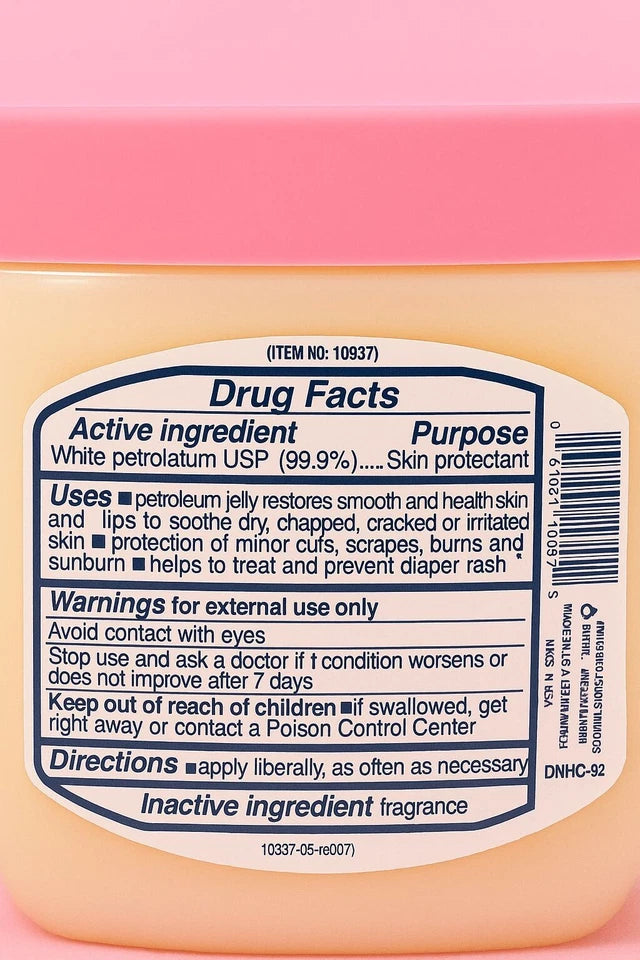 (ITEM NO: 10937)
Drug Facts
Active ingredient Purpose
White petrolatum USP (99.9%)..... Skin protectant
Uses ■ petroleum jelly restores smooth and health skin
and lips to soothe dry, chapped, cracked or irritated
skin ■ protection of minor cufs, scrapes, burns and
sunburn ■ helps to treat and prevent diaper rash *
Warnings for external use only
Avoid contact with eyes
Stop use and ask a doctor if t condition worsens or
does not improve after 7 days
Keep out of reach of children ■ if swallowed, get
right away or contact a Poison Control Center
Directions ■ apply liberally, as often as necessary
Inactive ingredient fragrance
10337-05-re007)
DNHC-92